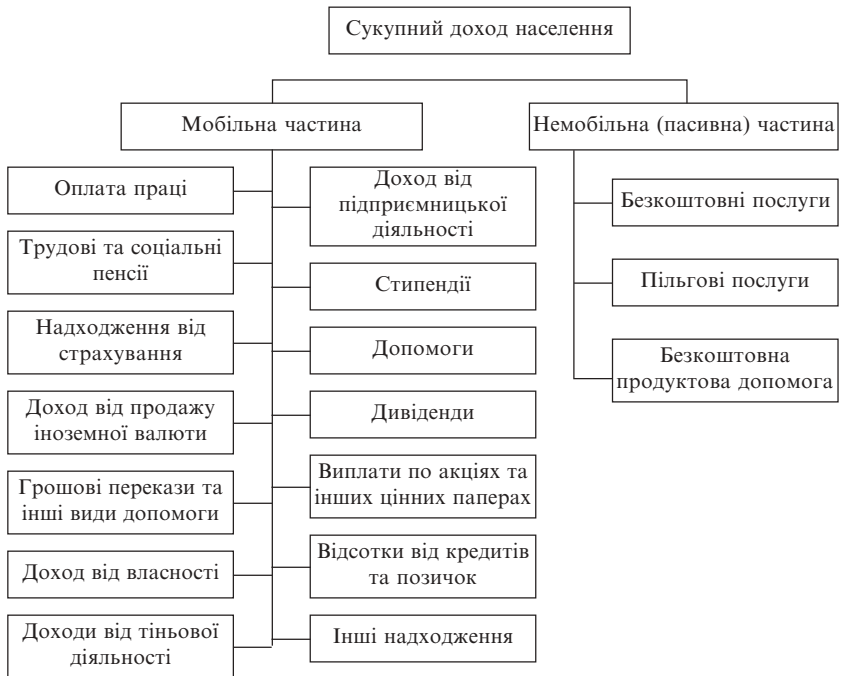 Сукупний доход населення
Мобільна частина
Немобільна (пасивна) частина
Оплата праці
Трудові та соціальні
пенсії
Надходження від
страхування
Доход від продажу
іноземної валюти
Грошові перекази та
інші види допомоги
Доход від власності
Доходи від тіньової
діяльності
Доход від
підприємницької
діяльності
Стипендії
Допомоги
Дивіденди
Виплати по акціях та
інших цінних паперах
Відсотки від кредитів
та позичок
Інші надходження
Безкоштовні послуги
Пільгові послуги
Безкоштовна
продуктова допомога